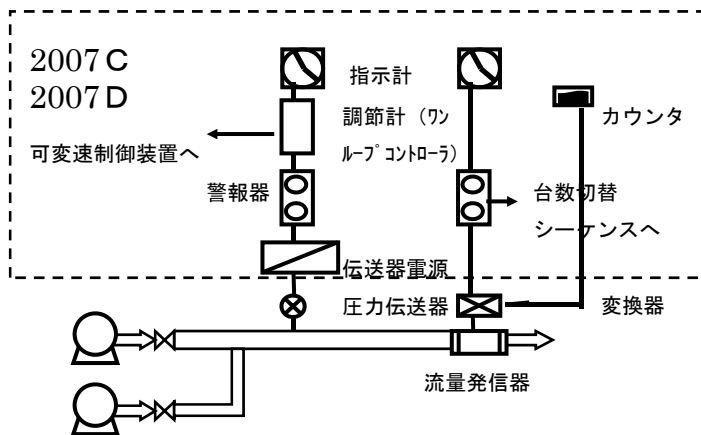 2007C
2007D
指示計
調節計（ﾜﾝ
ﾙｰﾌﾟｺﾝﾄﾛｰﾗ）
カウンタ
可変速制御装置へ
警報器
台数切替
シーケンスへ
伝送器電源
圧力伝送器
変換器
流量発信器